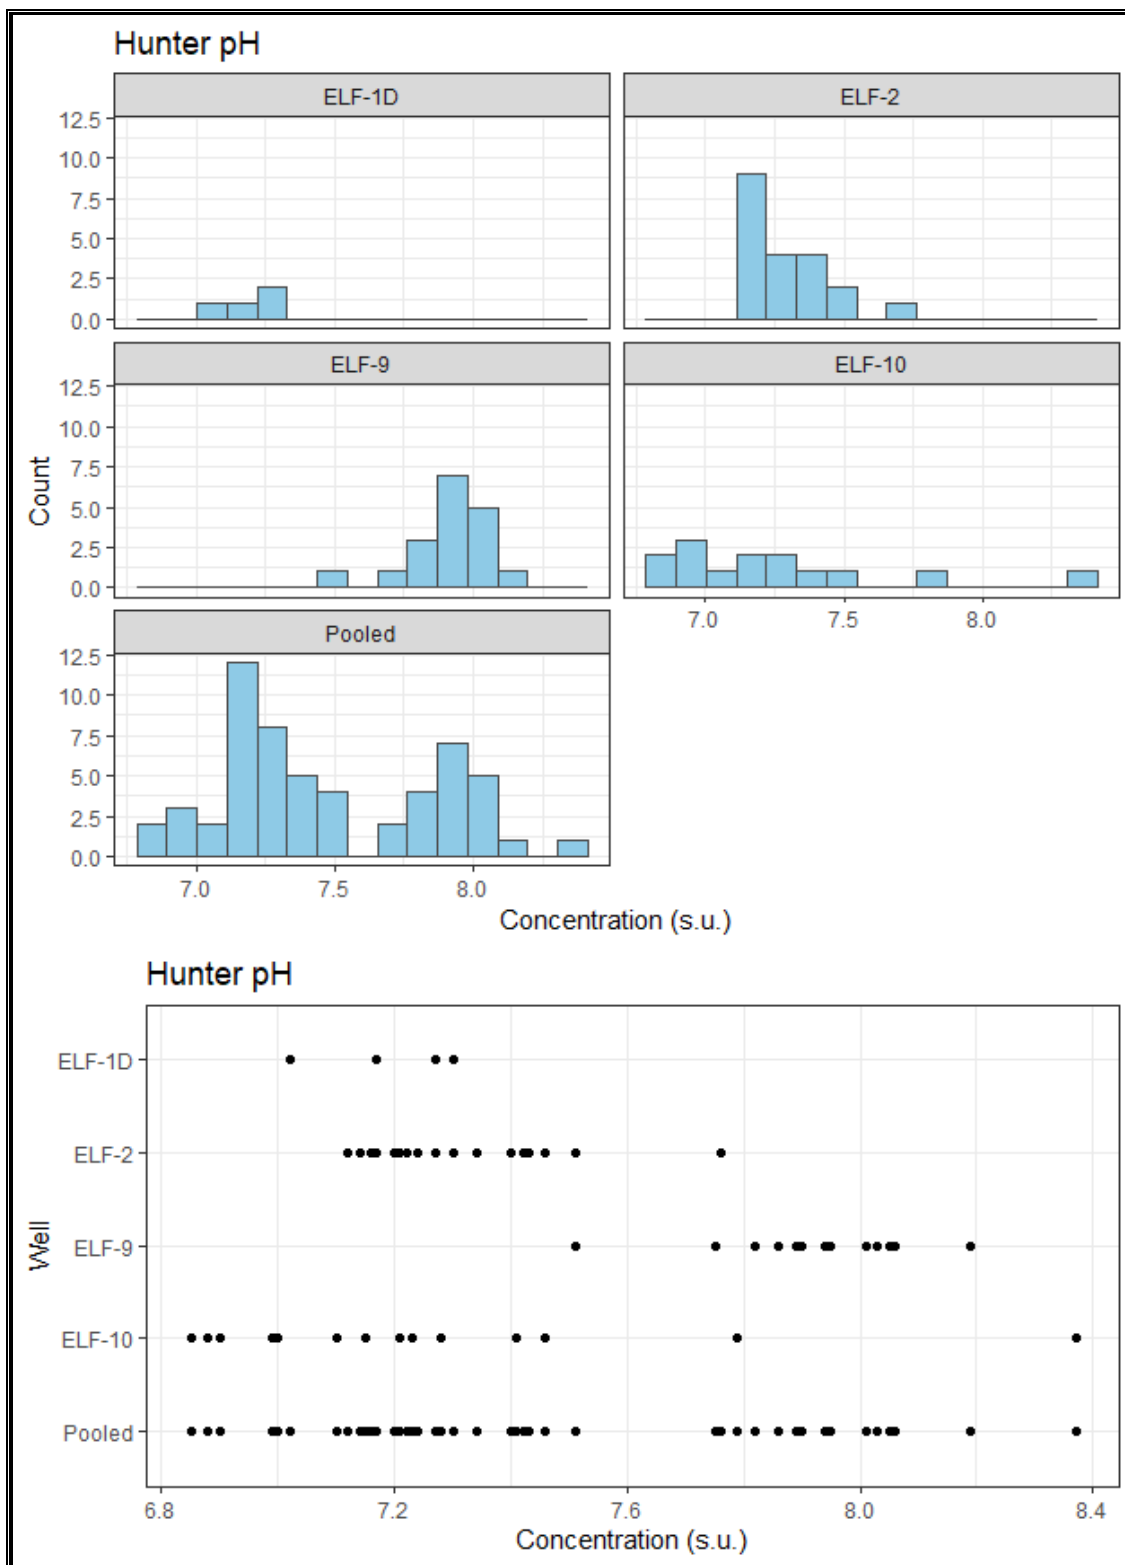 Hunter pH
ELF-1D
ELF-2
12.5
10.0
7.5
5.0
2.5
0.0
ELF-9
ELF-10
12.5
10.0
7.5
5.0
2.5
0.0
Count
7.0 7.5 8.0
Pooled
12.5
10.0
7.5
5.0
2.5
0.0
7.0 7.5 8.0
Concentration (s.u.)
Hunter pH
ELF-1D
ELF-2
ELF-9
ELF-10
Pooled
Well
6.8 7.2 7.6 8.0 8.4
Concentration (s.u.)